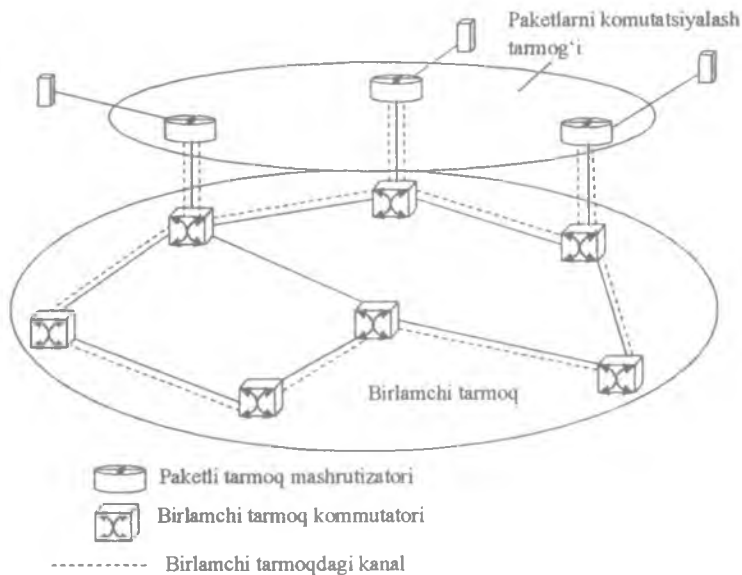 Paketlarni komutatsiyalash
tarmog‘i
Birlamchi tarmoq
Paketli tarmoq mashrutizatori
Birlamchi tarmoq kommutatori
Birlamchi tarmoqdagi kanal